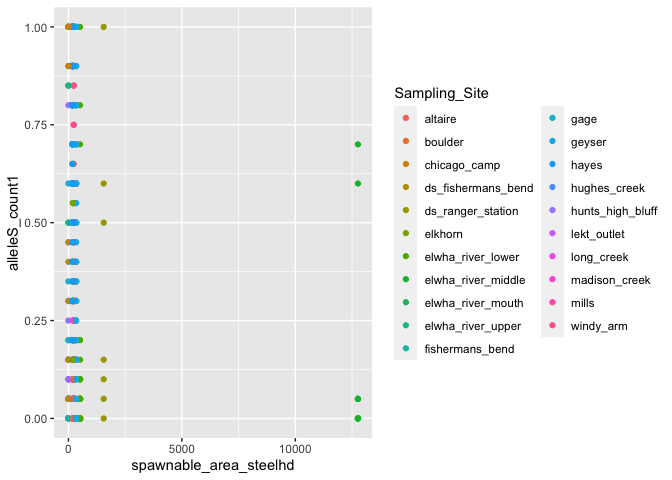 1.00
0.75
0.50
0.25
0.00
alleleS_count1
0
5000
10000
spawnable_area_steelhd
Sampling_Site
altaire
boulder
chicago_camp
ds_fishermans_bend
ds_ranger_station
elkhorn
elwha_river_lower
elwha_river_middle
elwha_river_mouth
elwha_river_upper
fishermans_bend
gage
geyser
hayes
hughes_creek
hunts_high_bluff
lekt_outlet
long_creek
madison_creek
mills
windy_arm